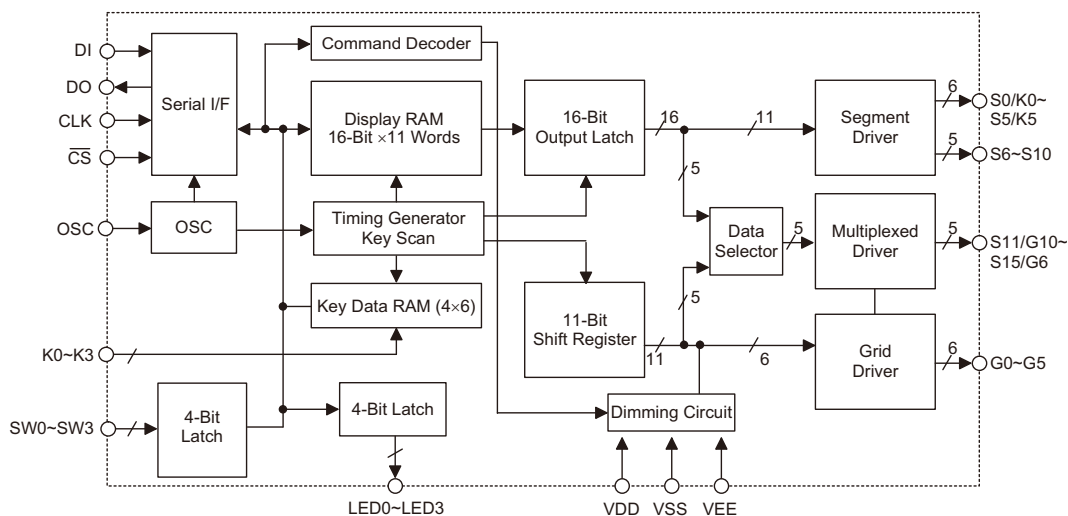 DI
DO
CLK
CS
OSC
K0~K3
SW0~SW3
Serial I/F
OSC
Command Decoder
Display RAM
16-Bit ×11 Words
Timing Generator
Key Scan
Key Data RAM (4×6)
4-Bit
Latch
4-Bit Latch
LED0~LED3
16-Bit
Output Latch
16
11
5
11-Bit
Shift Register
11
5
6
Data
Selector
5
Dimming Circuit
VDD
VSS
VEE
Segment
Driver
6
S0/K0~
S5/K5
5
S6~S10
Multiplexed
Driver
5
S11/G10~
S15/G6
Grid
Driver
6
G0~G5